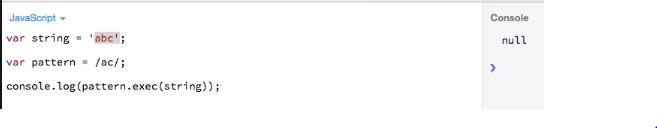 JavaScript
Console
var string = 'abc';
null
var pattern = /ac/;
console.log(pattern.exec(string));